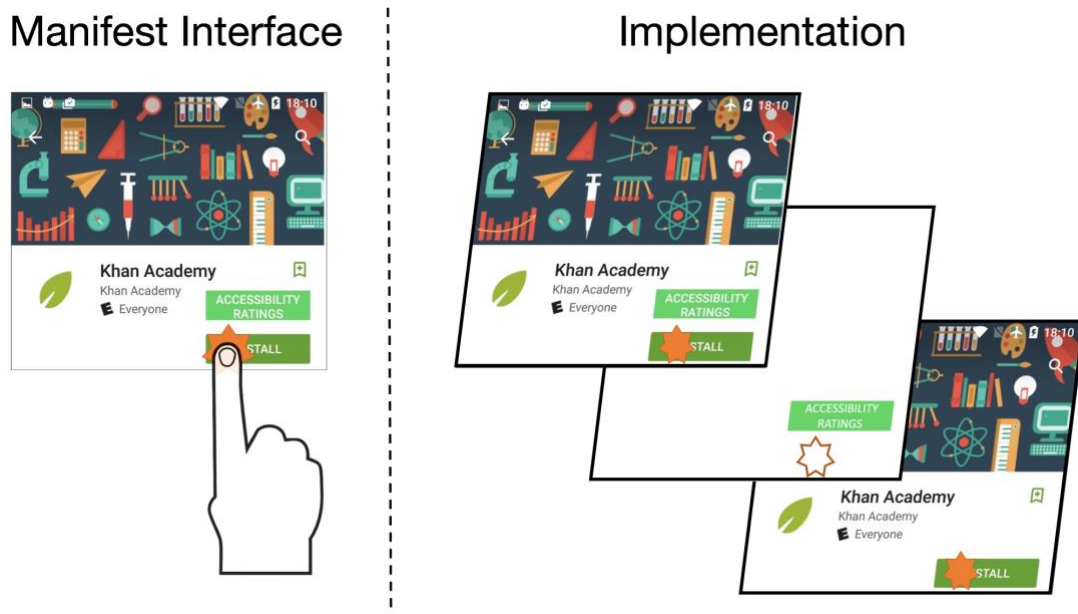 Manifest Interface
Implementation
18:10
Khan Academy
Khan Academy
E Everyone
ACCESSIBILITY
RATINGS
STALL
18:10
Khan Academy
Khan Academy
E Everyone
ACCESSIBILITY
RATINGS
STALL
ACCESSIBILITY
RATINGS
18:10
Khan Academy
Khan Academy
E Everyone
STALL